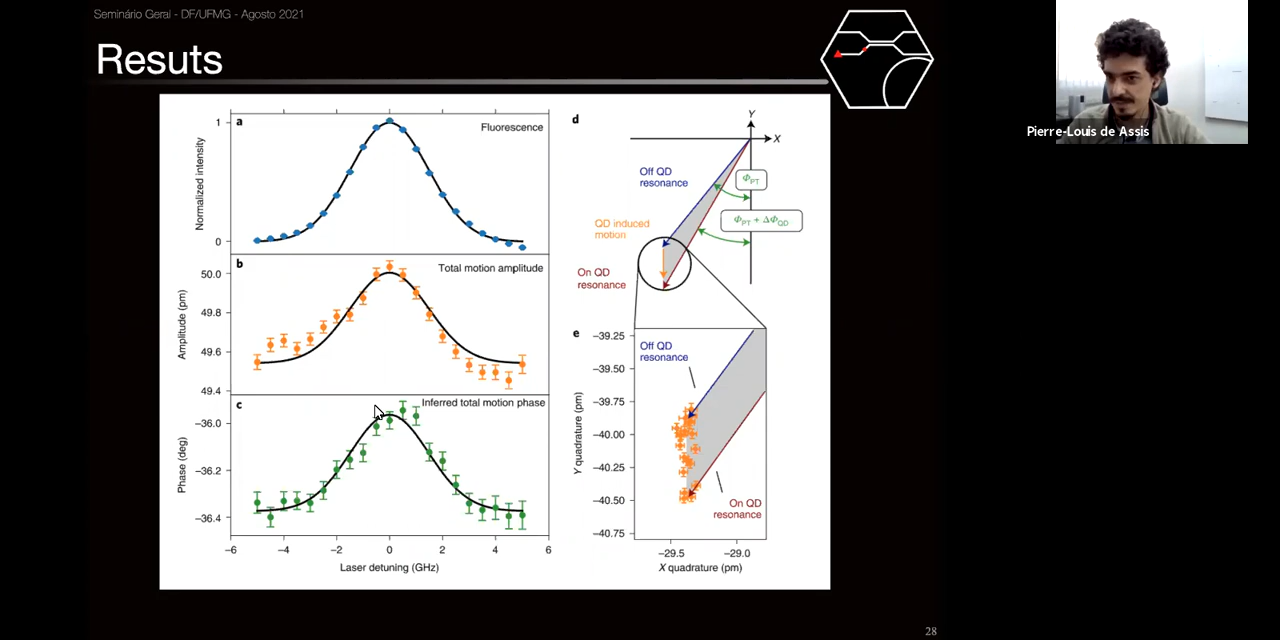 Seminário Geral - DF/UFMG - Agosto 2021
Resuts
Pierre-Louis de Assis
a
Fluorescence
Normalized intensity
1
0
b
Total motion amplitude
Amplitude (pm)
50.0
49.8
49.6
49.4
c
Inferred total motion phase
Phase (deg)
−36.0
−36.2
−36.4
−6
−4
−2
0
2
4
6
Laser detuning (GHz)
d
Y
X
Off QD
resonance
ΦPT
QD induced
motion
ΦPT + ΔΦQD
On QD
resonance
e
−39.25
−39.50
−39.75
−40.00
−40.25
−40.50
−40.75
Y quadrature (pm)
Off QD
resonance
On QD
resonance
−29.5
−29.0
X quadrature (pm)
28